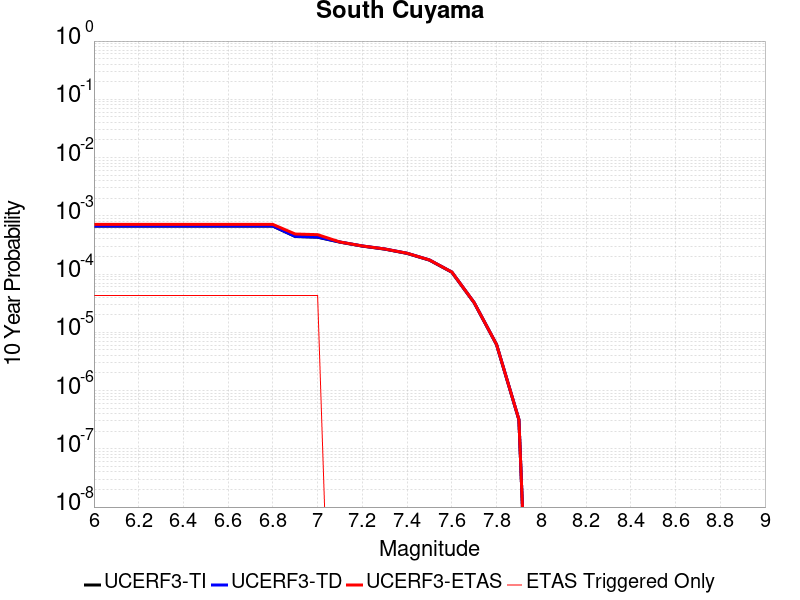 South Cuyama
10^0
10^-1
10^-2
10^-3
10^-4
10^-5
10^-6
10^-7
10^-8
10 Year Probability
6 6.2 6.4 6.6 6.8 7 7.2 7.4 7.6 7.8 8 8.2 8.4 8.6 8.8 9
Magnitude
UCERF3-TI UCERF3-TD UCERF3-ETAS ETAS Triggered Only